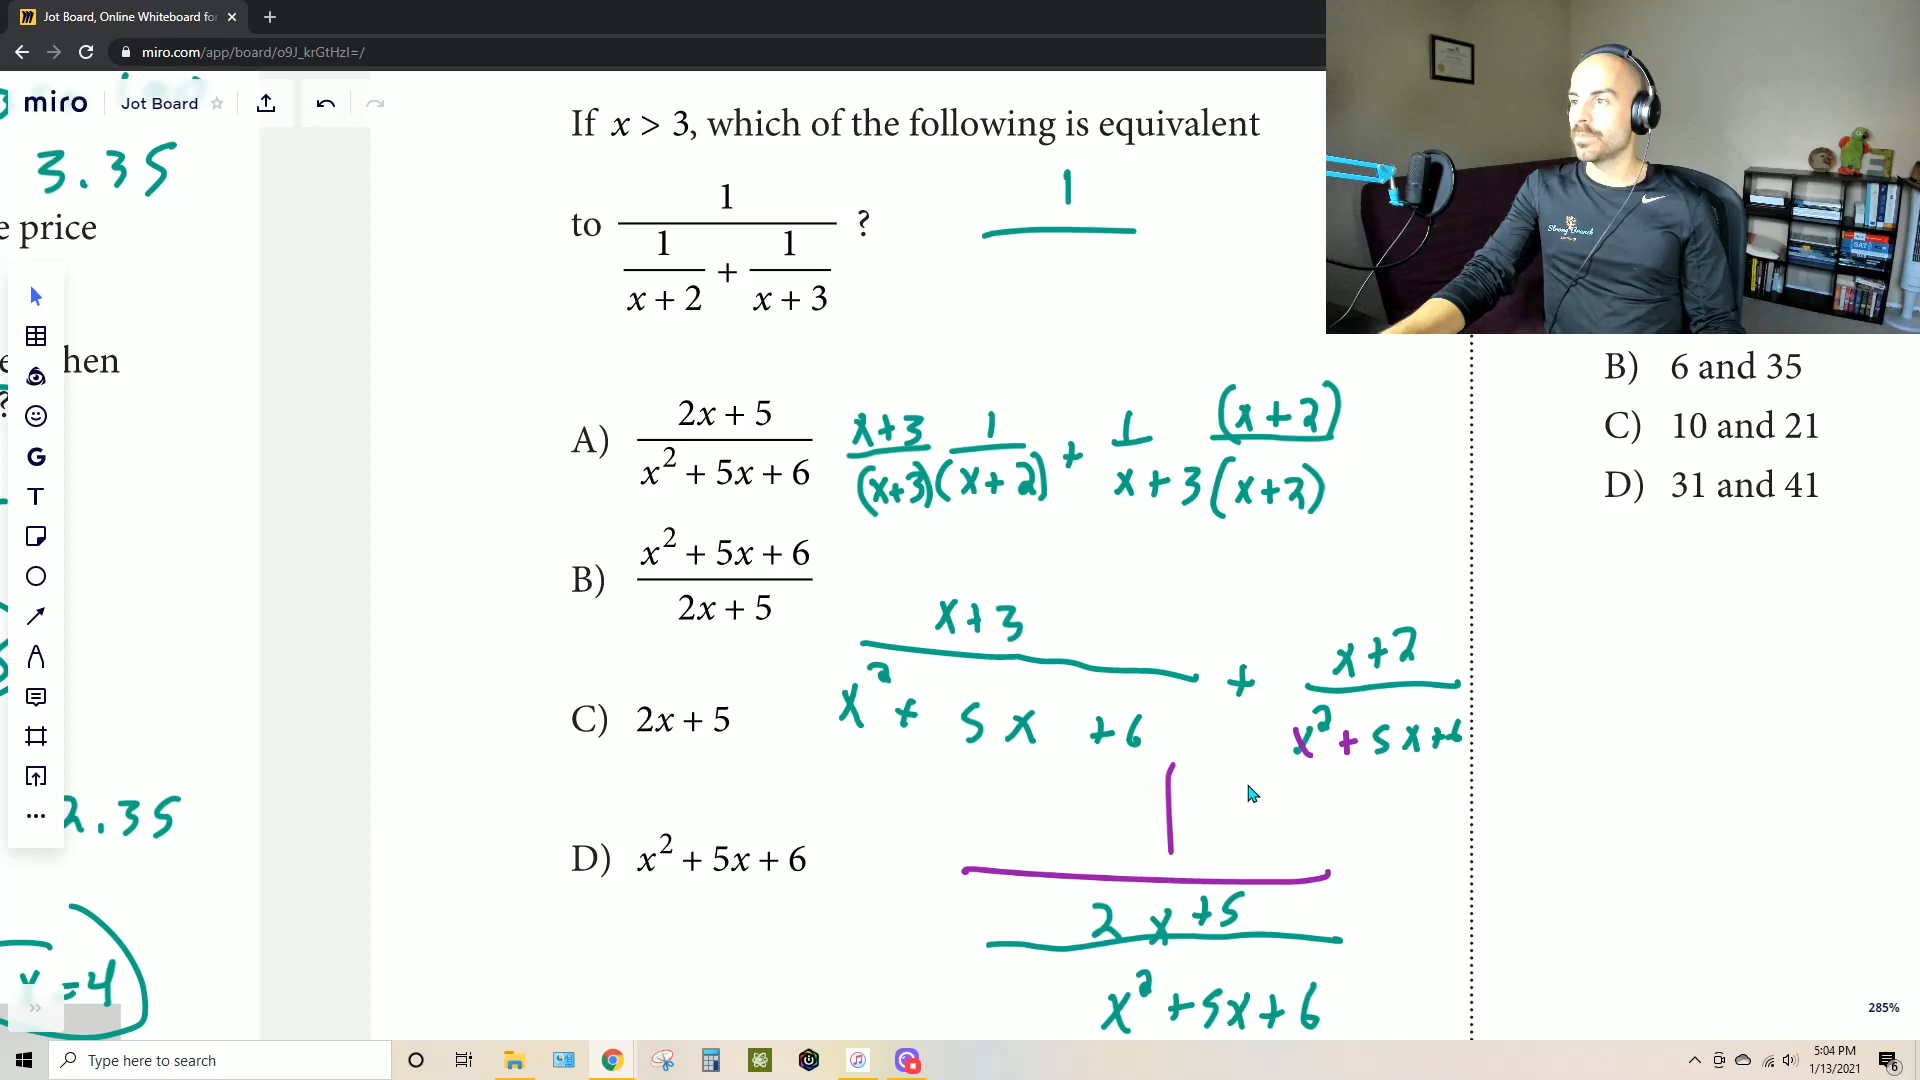 Jot Board, Online Whiteboard for
miro.com/app/board/o9J_krGtHzI=/
miro
Jot Board
3.35
e price
hen
2.35
x = 4
If x > 3, which of the following is equivalent
to 1 / (1/(x + 2) + 1/(x + 3)) ?
1
A) (2x + 5)/(x² + 5x + 6)
B) (x² + 5x + 6)/(2x + 5)
C) 2x + 5
D) x² + 5x + 6
x+3 1 + 1 (x+2)
(x+3)(x+2) x+3(x+2)
x+3 + x+2
x² + 5x +6 x² + 5x+6
1
2x+5
x²+5x+6
B) 6 and 35
C) 10 and 21
D) 31 and 41
Strong Branch
SAT
285%
Type here to search
5:04 PM
1/13/2021
6